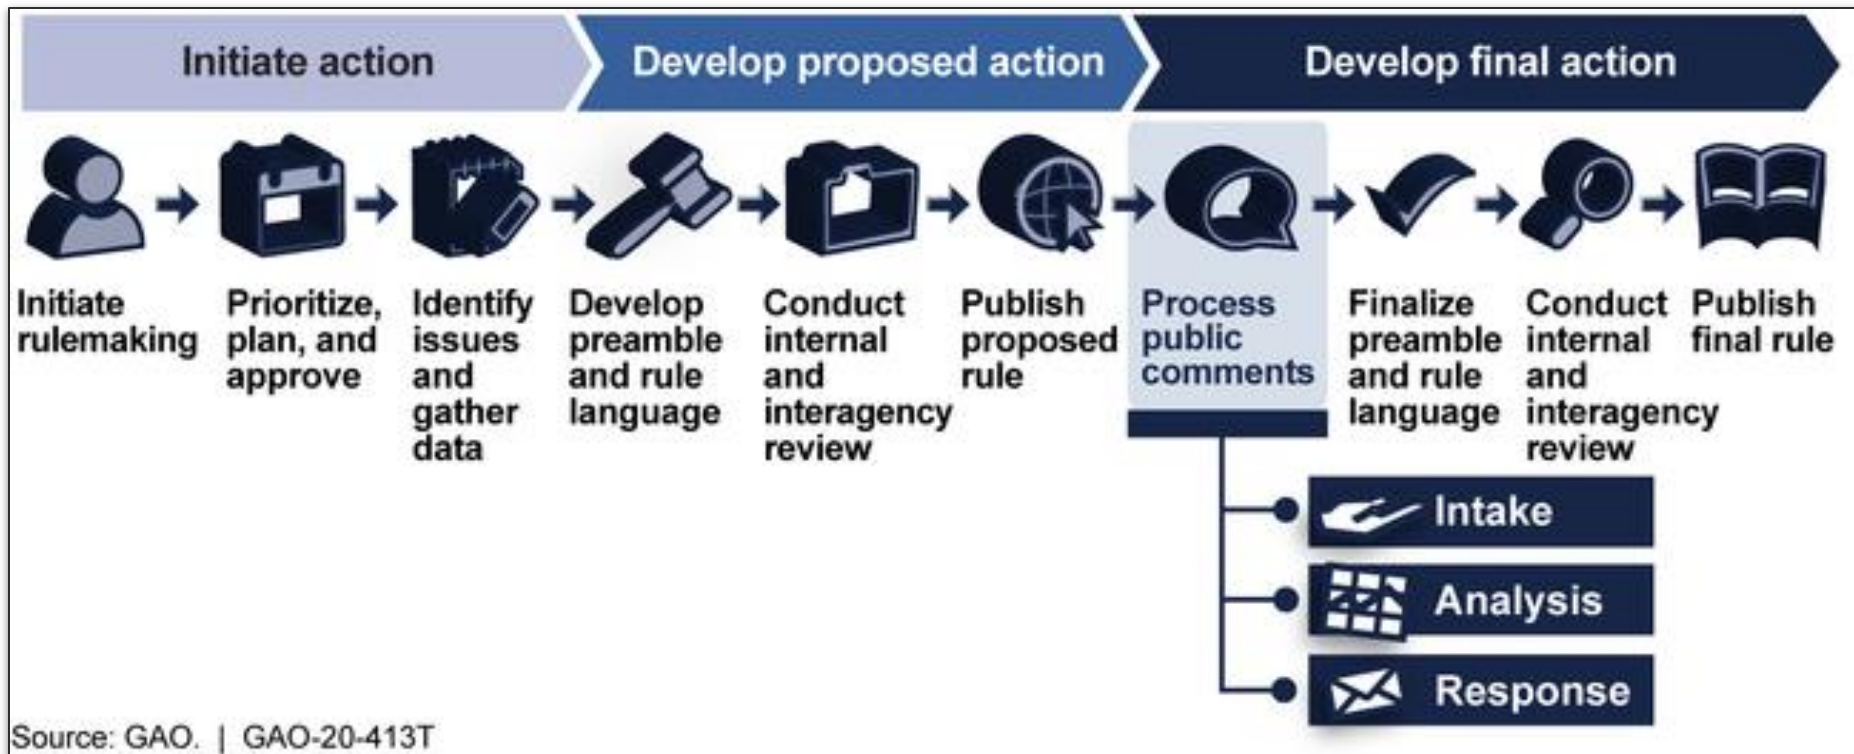 Initiate action
Develop proposed action
Develop final action
Initiate
rulemaking
Prioritize,
plan, and
approve
Identify
issues
and
gather
data
Develop
preamble
and rule
language
Conduct
internal
and
interagency
review
Publish
proposed
rule
Process
public
comments
Finalize
preamble
and rule
language
Conduct
internal
and
interagency
review
Publish
final rule
Intake
Analysis
Response
Source: GAO. | GAO-20-413T